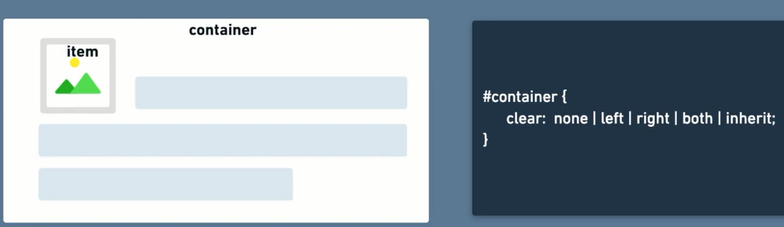 container
item
#container {
clear: none | left | right | both | inherit;
}